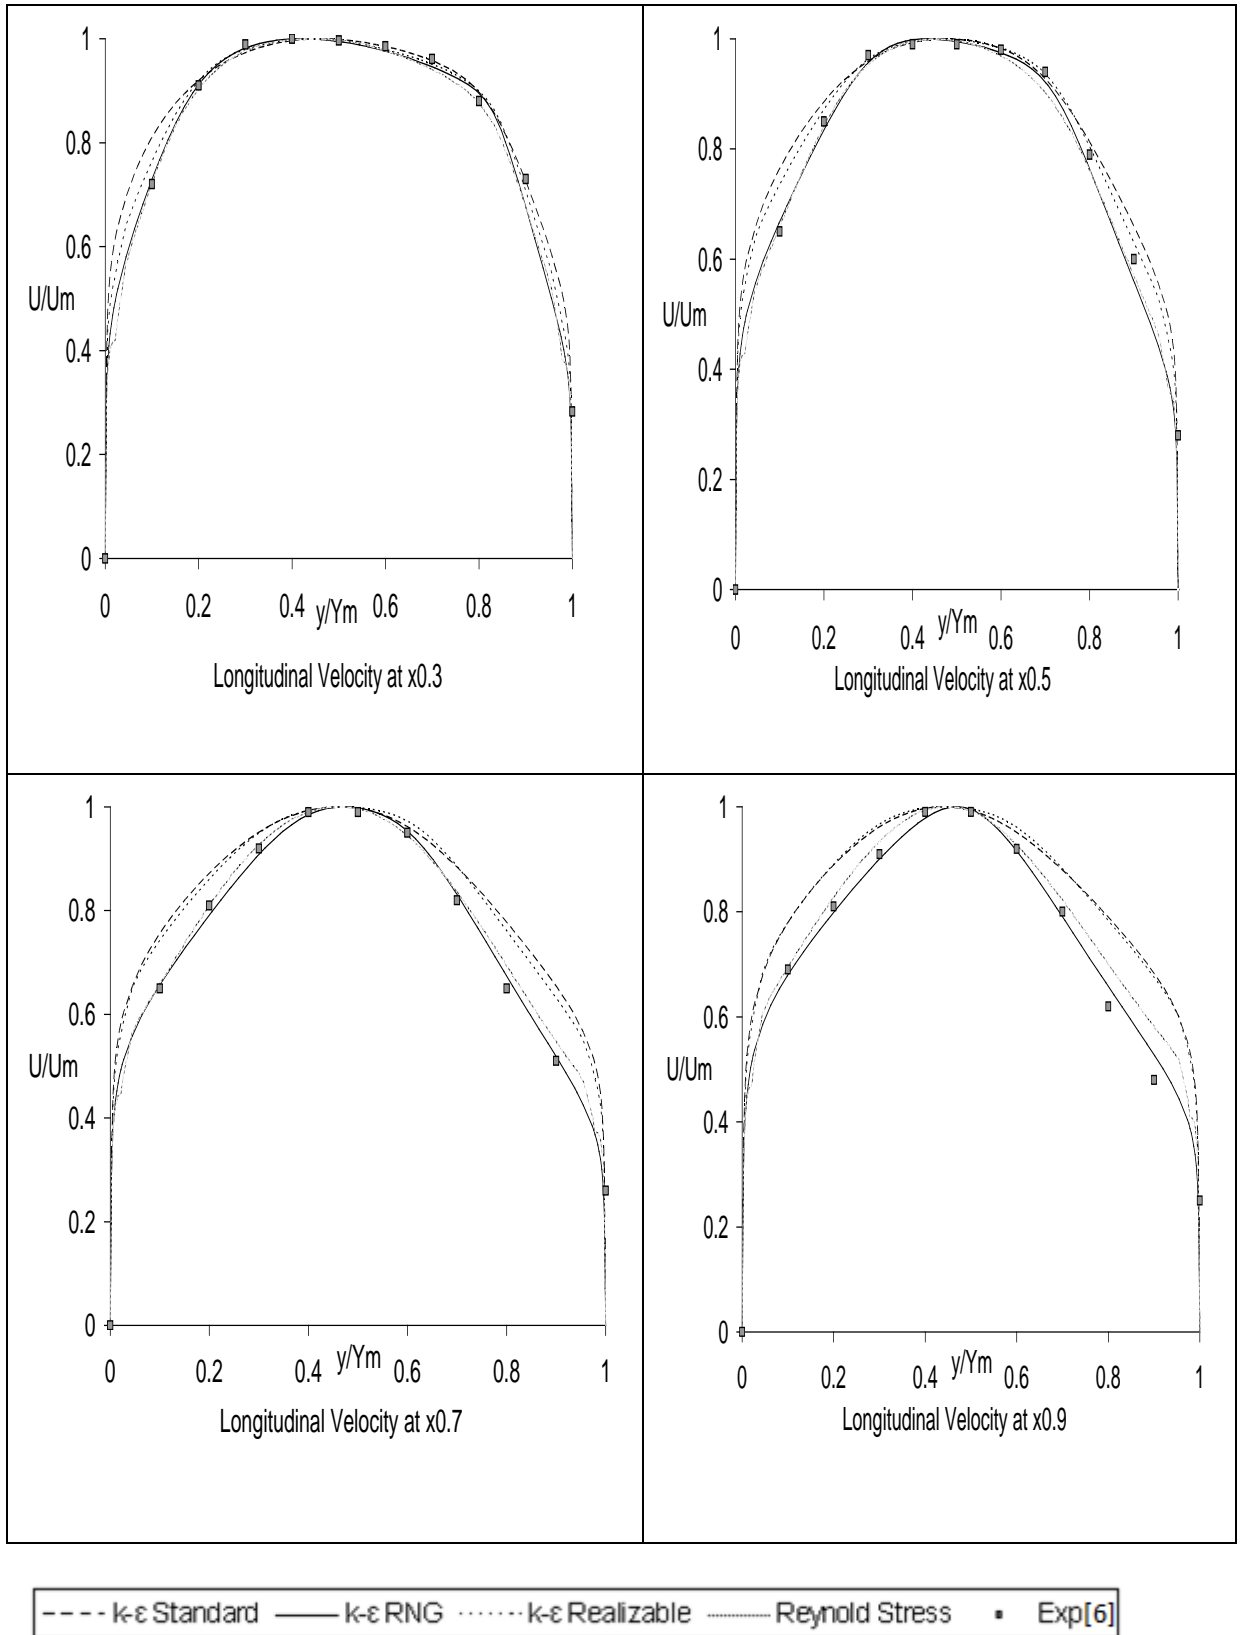 1
0.8
0.6
U/Um
0.4
0.2
0
0 0.2 0.4 y/Ym 0.6 0.8 1
Longitudinal Velocity at x0.3
1
0.8
0.6
U/Um
0.4
0.2
0
0 0.2 0.4 y/Ym 0.6 0.8 1
Longitudinal Velocity at x0.5
1
0.8
0.6
U/Um
0.4
0.2
0
0 0.2 0.4 y/Ym 0.6 0.8 1
Longitudinal Velocity at x0.7
1
0.8
0.6
U/Um
0.4
0.2
0
0 0.2 0.4 y/Ym 0.6 0.8 1
Longitudinal Velocity at x0.9
k-ε Standard k-ε RNG k-ε Realizable Reynold Stress Exp[6]